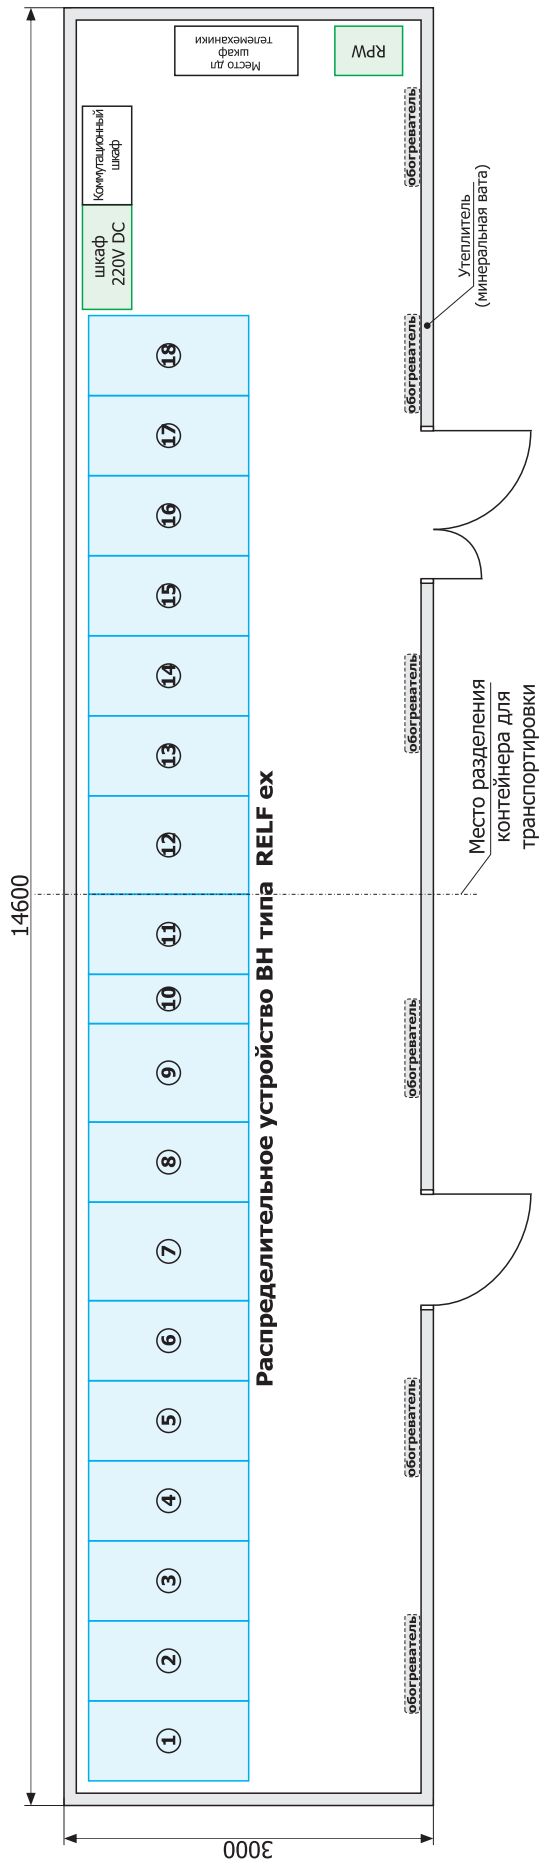 14600
3000
1
2
3
4
5
6
7
8
9
10
11
12
13
14
15
16
17
18
шкаф
220V DC
Коммутационный
шкаф
Место дл
шкаф
телемеханики
RPW
Распределительное устройство ВН типа RELF ex
обогреватель
обогреватель
обогреватель
обогреватель
обогреватель
обогреватель
Место разделения
контейнера для
транспортировки
Утеплитель
(минеральная вата)